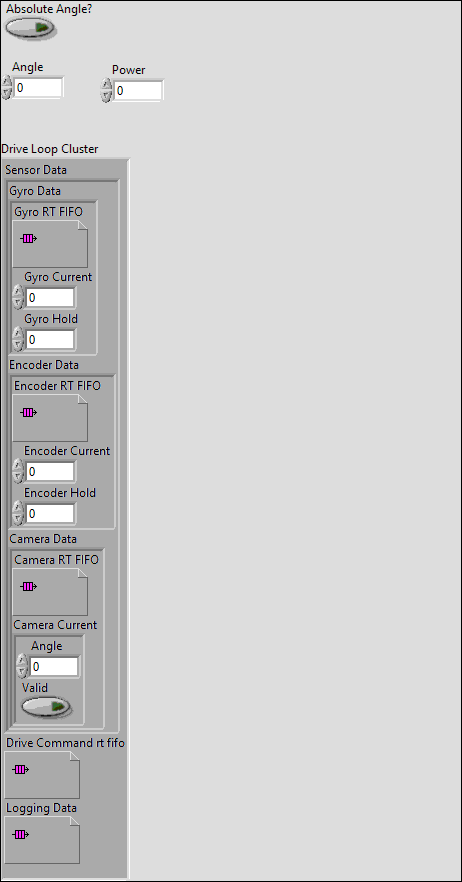 Absolute Angle?
Angle
Power
0
0
Drive Loop Cluster
Sensor Data
Gyro Data
Gyro RT FIFO
Gyro Current
0
Gyro Hold
0
Encoder Data
Encoder RT FIFO
Encoder Current
0
Encoder Hold
0
Camera Data
Camera RT FIFO
Camera Current
Angle
0
Valid
Drive Command rt fifo
Logging Data